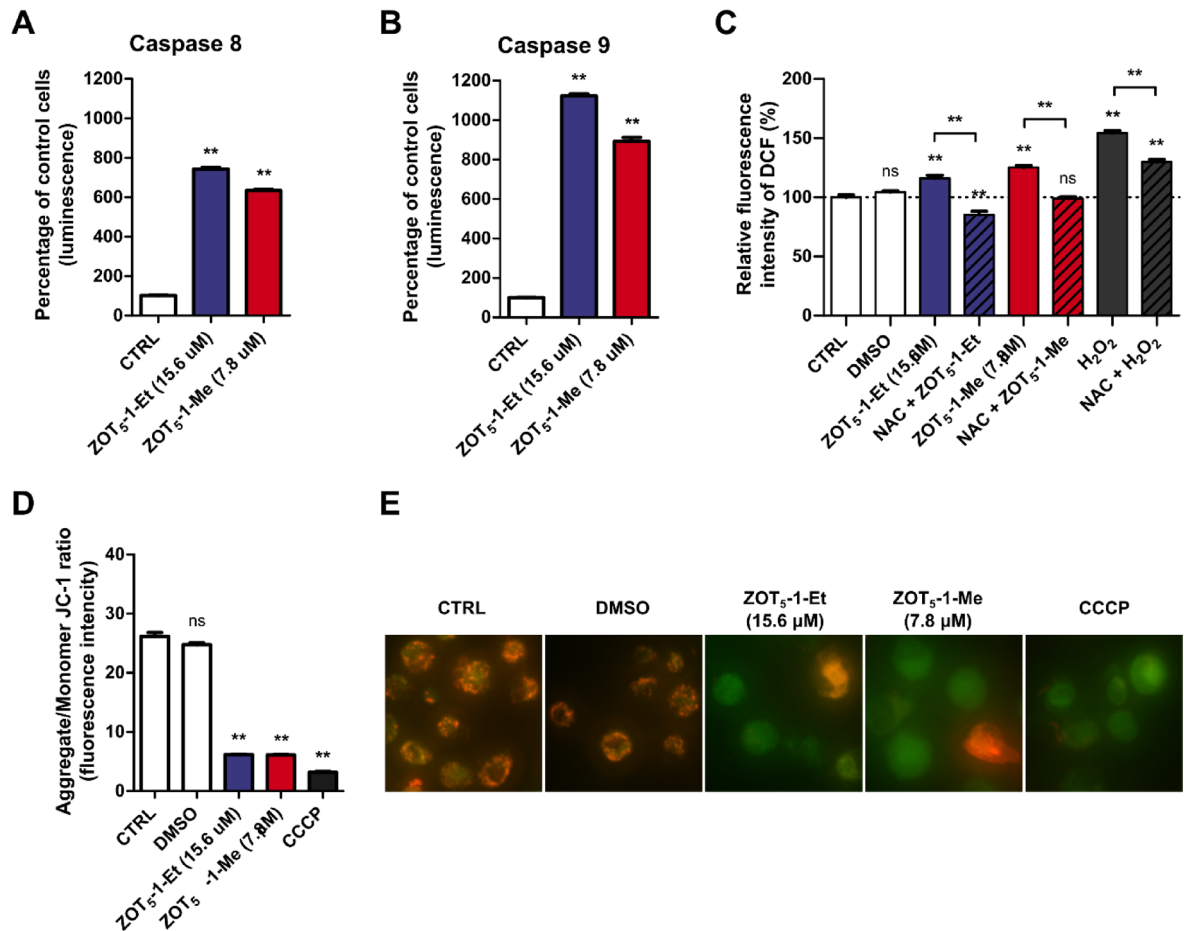 A
Caspase 8
Percentage of control cells
(luminescence)
1200
1000
800
600
400
200
0
**
**
CTRL
ZOT5-1-Et (15.6 uM)
ZOT5-1-Me (7.8 uM)
B
Caspase 9
Percentage of control cells
(luminescence)
1200
1000
800
600
400
200
0
**
**
CTRL
ZOT5-1-Et (15.6 uM)
ZOT5-1-Me (7.8 uM)
C
Relative fluorescence
intensity of DCF (%)
200
150
100
50
0
ns
**
**
**
**
**
ns
**
**
**
CTRL
DMSO
ZOT5-1-Et (15.6μM)
NAC + ZOT5-1-Et
ZOT5-1-Me (7.8μM)
NAC + ZOT5-1-Me
H2O2
NAC + H2O2
D
Aggregate/Monomer JC-1 ratio
(fluorescence intencity)
40
30
20
10
0
ns
**
**
**
CTRL
DMSO
ZOT5-1-Et (15.6 uM)
ZOT5 -1-Me (7.8μM)
CCCP
E
CTRL
DMSO
ZOT5-1-Et
(15.6 μM)
ZOT5-1-Me
(7.8 μM)
CCCP